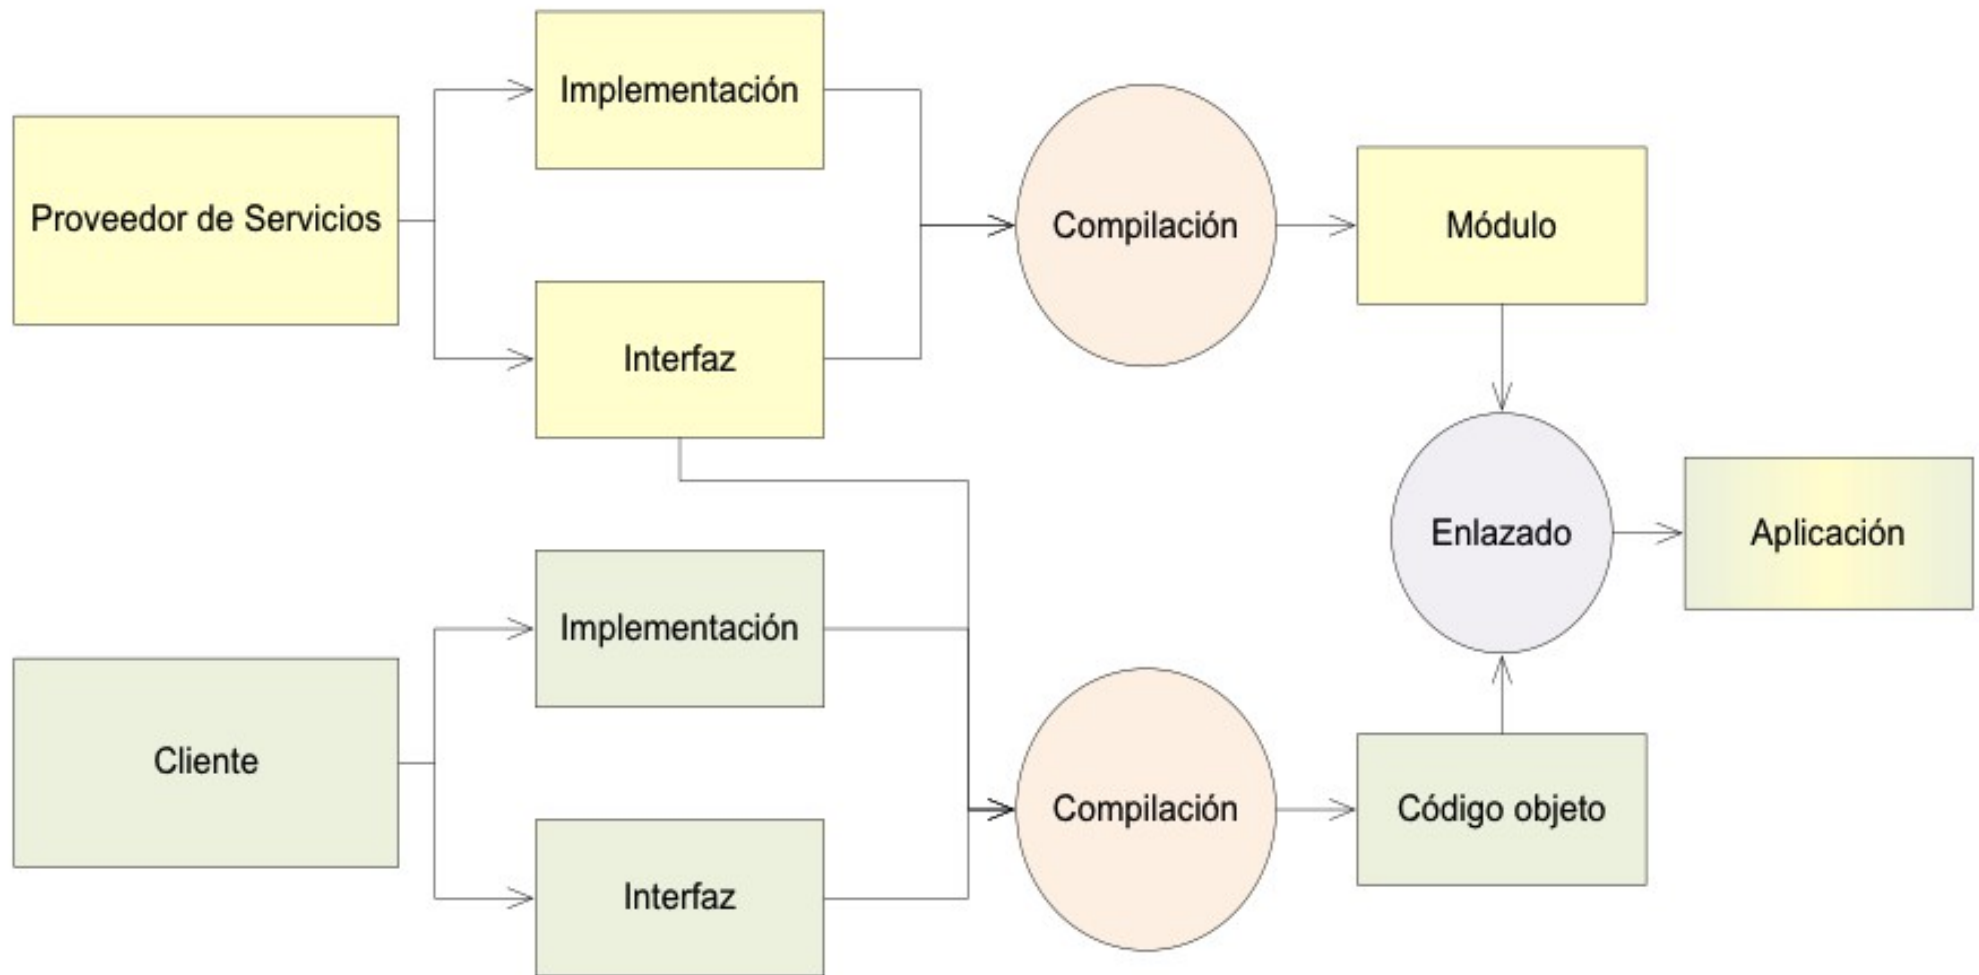 Implementación
Proveedor de Servicios
Compilación
Módulo
Interfaz
Enlazado
Aplicación
Implementación
Cliente
Compilación
Código objeto
Interfaz